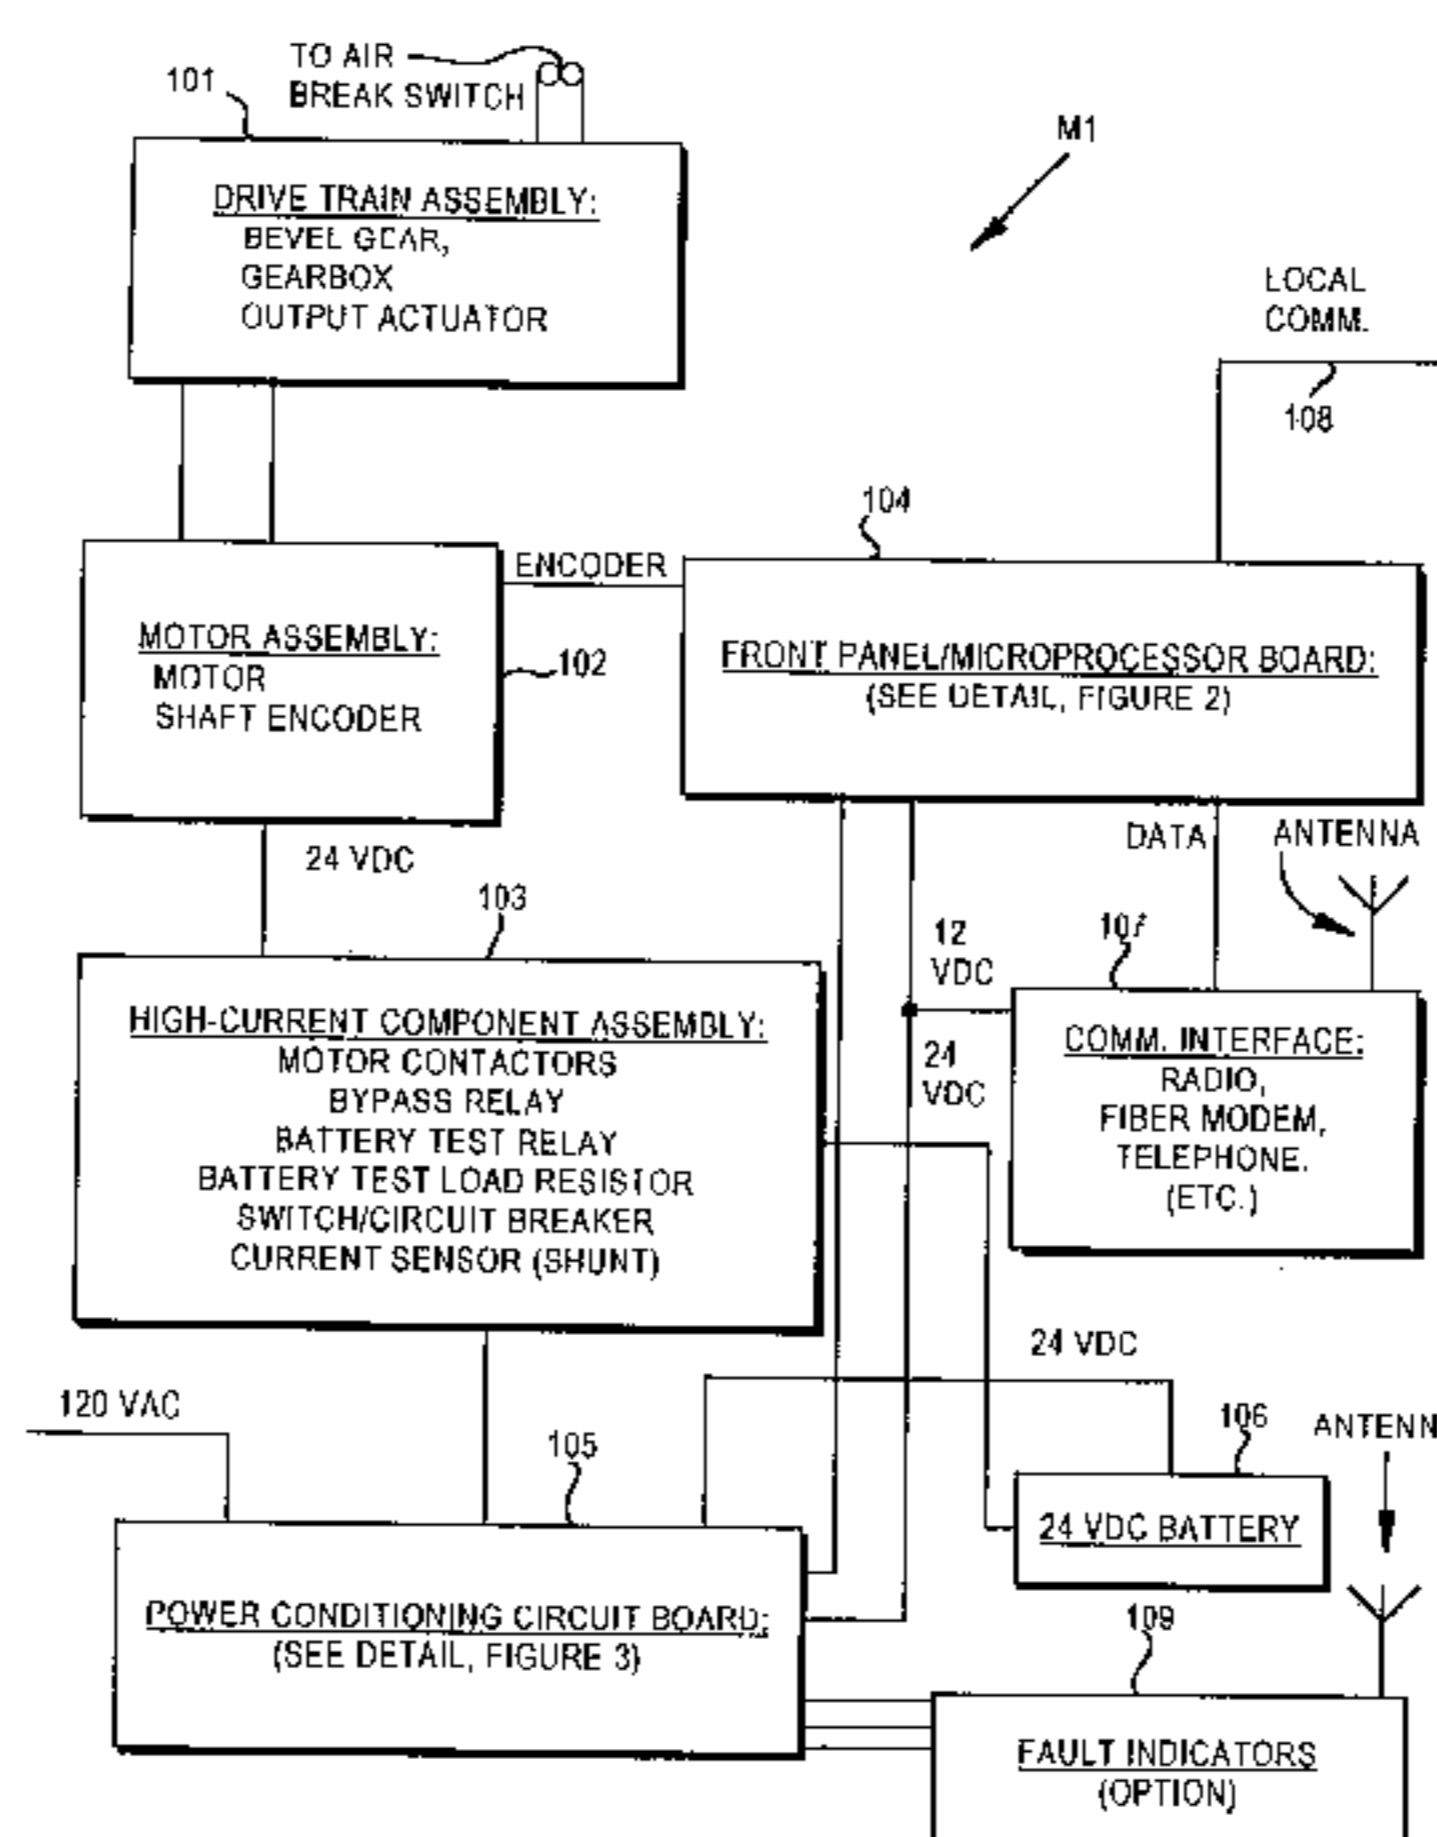 TO AIR
BREAK SWITCH
101
M1
DRIVE TRAIN ASSEMBLY:
BEVEL GEAR,
GEARBOX
OUTPUT ACTUATOR
LOCAL
COMM.
108
104
ENCODER
MOTOR ASSEMBLY:
MOTOR
SHAFT ENCODER
102
FRONT PANEL/MICROPROCESSOR BOARD:
(SEE DETAIL, FIGURE 2)
24 VDC
DATA
ANTENNA
103
12
VDC
107
HIGH-CURRENT COMPONENT ASSEMBLY:
MOTOR CONTACTORS
BYPASS RELAY
BATTERY TEST RELAY
BATTERY TEST LOAD RESISTOR
SWITCH/CIRCUIT BREAKER
CURRENT SENSOR (SHUNT)
24
VDC
COMM. INTERFACE:
RADIO,
FIBER MODEM,
TELEPHONE.
(ETC.)
24 VDC
120 VAC
105
106
ANTENN
24 VDC BATTERY
POWER CONDITIONING CIRCUIT BOARD:
(SEE DETAIL, FIGURE 3)
109
FAULT INDICATORS
(OPTION)